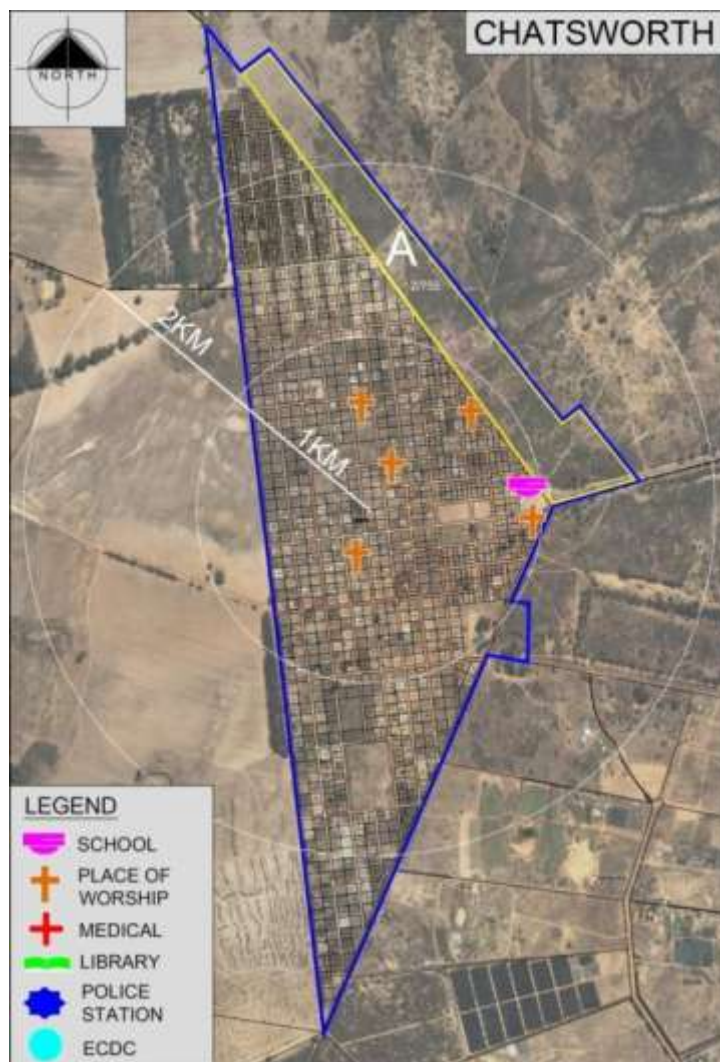 CHATSWORTH
NORTH
A
2KM
1KM
LEGEND
SCHOOL
PLACE OF
WORSHIP
MEDICAL
LIBRARY
POLICE
STATION
ECDC